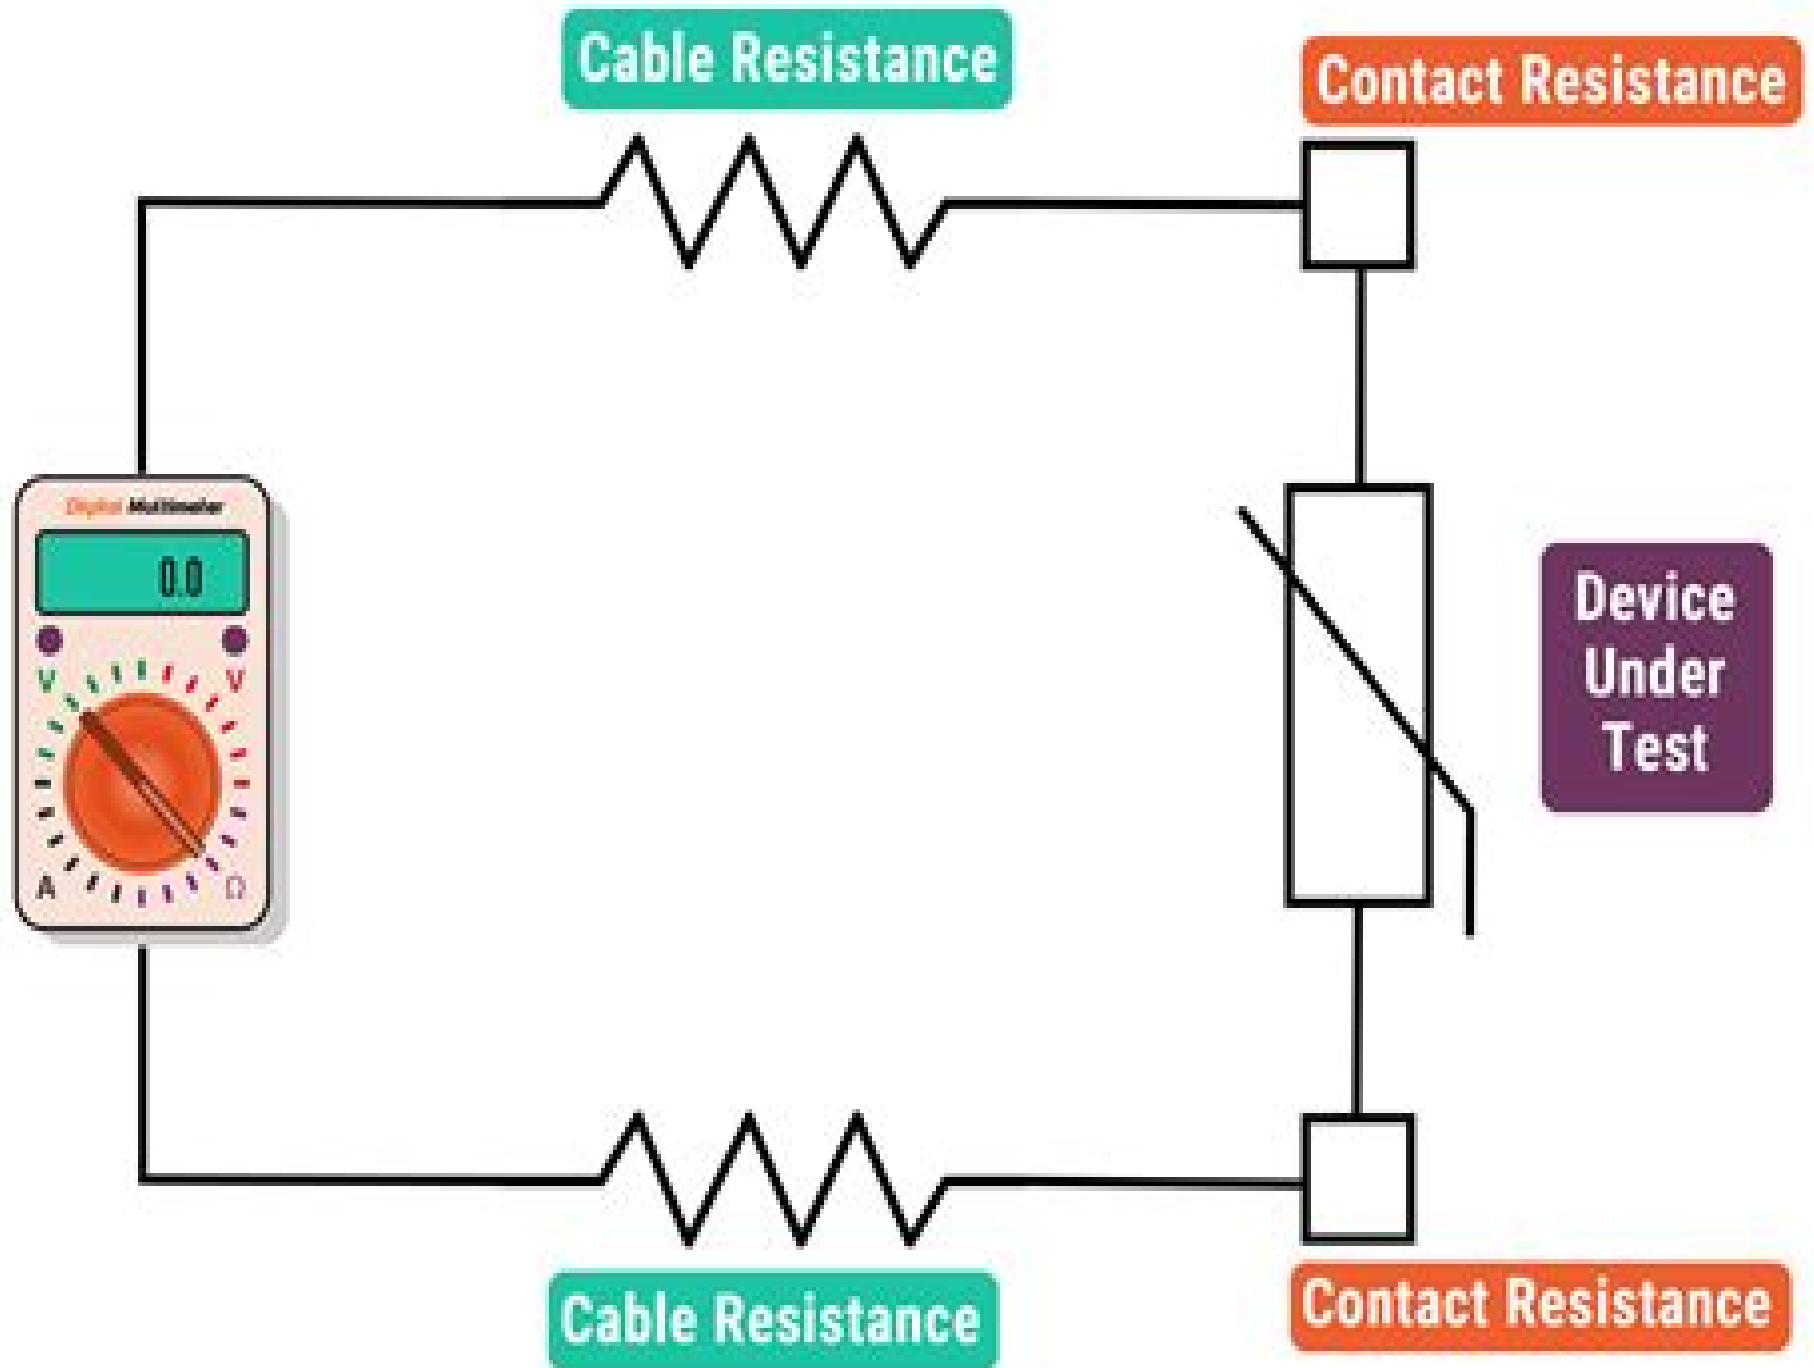 Cable Resistance
Contact Resistance
Digital Multimeter
0.0
V V
A Ω
Device
Under
Test
Cable Resistance
Contact Resistance